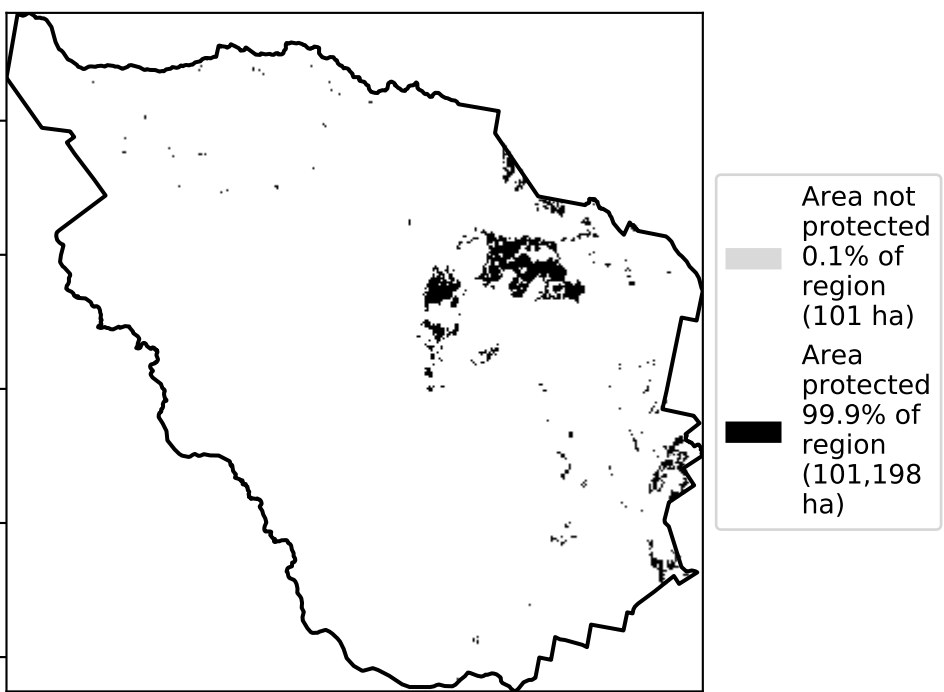 Area not
protected
0.1% of
region
(101 ha)
Area
protected
99.9% of
region
(101,198
ha)